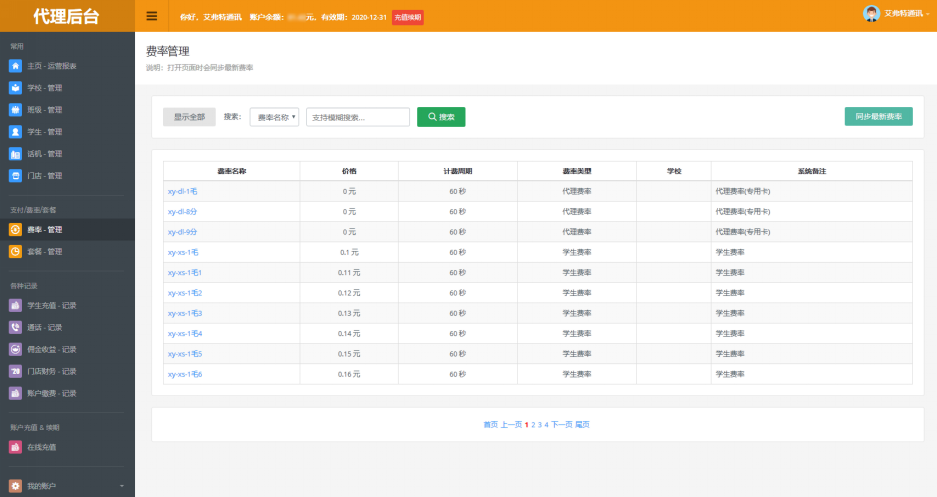 代理后台
你好，艾弗特通讯 账户余额： 元，有效期：2020-12-31 充值续期
艾弗特通讯
常用
主页 - 运营报表
学校 - 管理
班级 - 管理
学生 - 管理
话机 - 管理
门店 - 管理
支付/费率/套餐
费率 - 管理
套餐 - 管理
各种记录
学生充值 - 记录
通话 - 记录
佣金收益 - 记录
门店财务 - 记录
账户缴费 - 记录
账户充值 & 续期
在线充值
我的账户
费率管理
说明：打开页面时会同步最新费率
显示全部 搜索： 费率名称 支持模糊搜索... 搜索 同步最新费率
费率名称 价格 计费周期 费率类型 学校 系统备注
xy-dl-1毛 0 元 60 秒 代理费率 代理费率(专用卡)
xy-dl-8分 0 元 60 秒 代理费率 代理费率(专用卡)
xy-dl-9分 0 元 60 秒 代理费率 代理费率(专用卡)
xy-xs-1毛 0.1 元 60 秒 学生费率 学生费率
xy-xs-1毛1 0.11 元 60 秒 学生费率 学生费率
xy-xs-1毛2 0.12 元 60 秒 学生费率 学生费率
xy-xs-1毛3 0.13 元 60 秒 学生费率 学生费率
xy-xs-1毛4 0.14 元 60 秒 学生费率 学生费率
xy-xs-1毛5 0.15 元 60 秒 学生费率 学生费率
xy-xs-1毛6 0.16 元 60 秒 学生费率 学生费率
首页 上一页 1 2 3 4 下一页 尾页